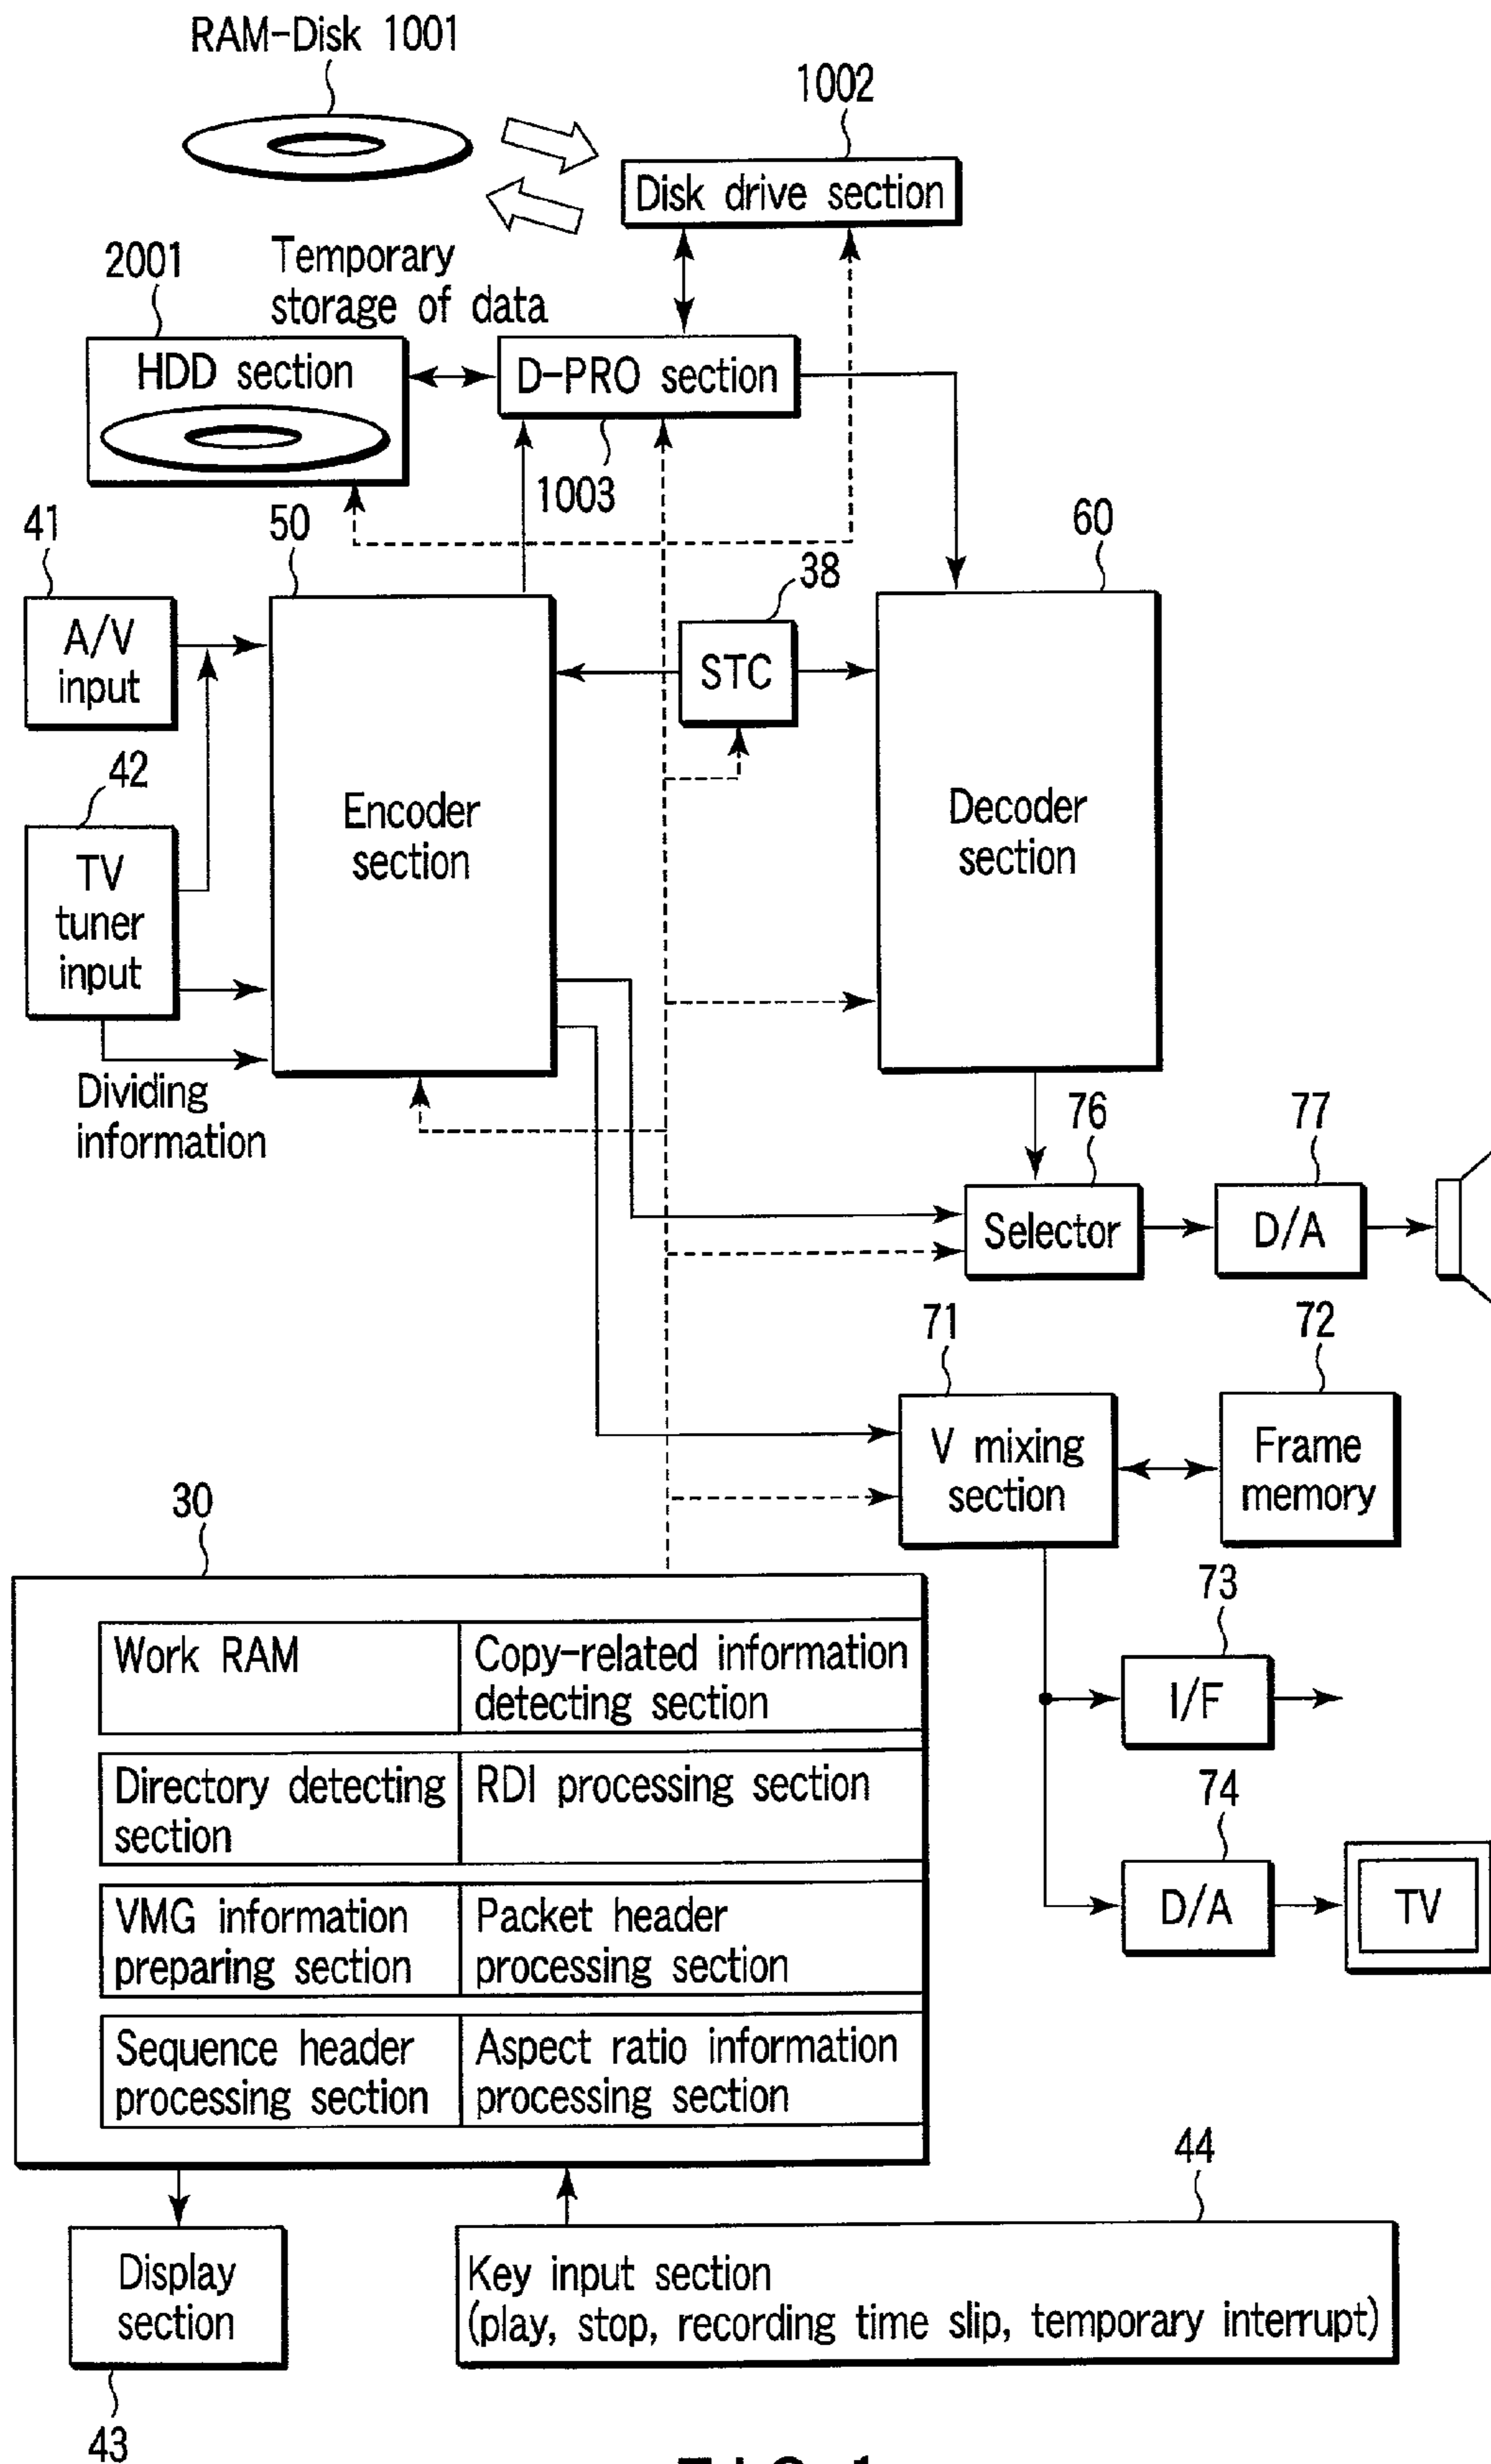 RAM-Disk 1001
1002
Disk drive section
2001
Temporary
storage of data
HDD section
D-PRO section
1003
41
50
38
60
A/V
input
STC
42
TV
tuner
input
Encoder
section
Decoder
section
Dividing
information
76
77
Selector
D/A
71
72
V mixing
section
Frame
memory
30
73
Work RAM
Copy-related information
detecting section
I/F
Directory detecting
section
RDI processing section
74
VMG information
preparing section
Packet header
processing section
D/A
TV
Sequence header
processing section
Aspect ratio information
processing section
44
Display
section
Key input section
(play, stop, recording time slip, temporary interrupt)
43